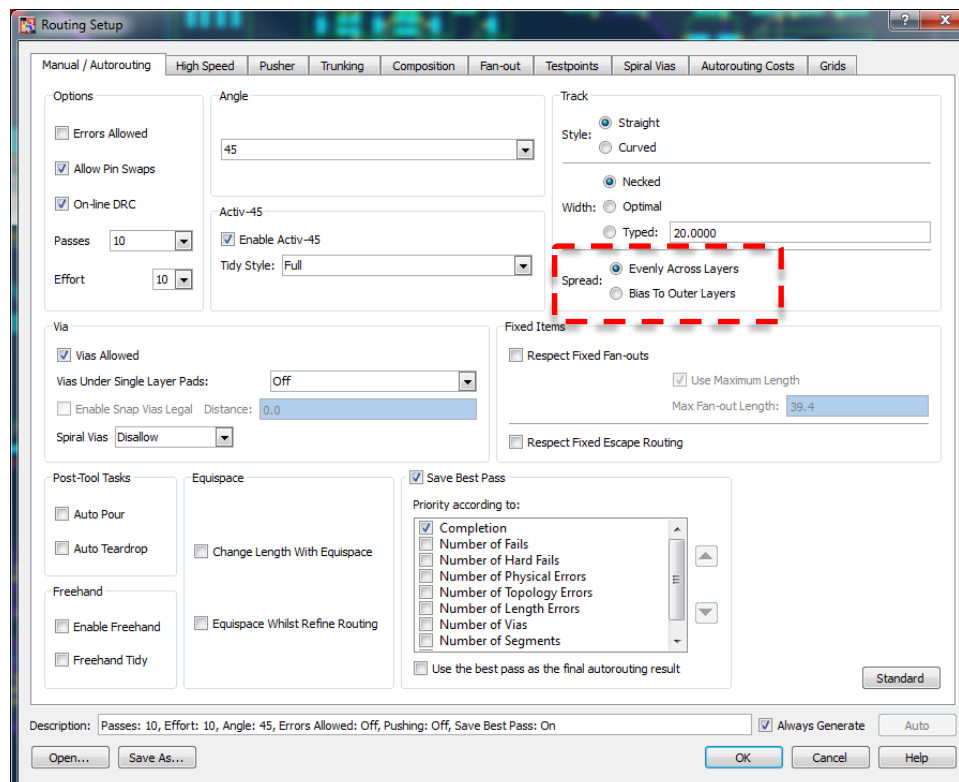 Routing Setup
Manual / Autorouting High Speed Pusher Trunking Composition Fan-out Testpoints Spiral Vias Autorouting Costs Grids
Options
Errors Allowed
Allow Pin Swaps
On-line DRC
Passes 10
Effort 10
Angle
45
Activ-45
Enable Activ-45
Tidy Style: Full
Track
Style: Straight
Curved
Width: Necked
Optimal
Typed: 20.0000
Spread: Evenly Across Layers
Bias To Outer Layers
Via
Vias Allowed
Vias Under Single Layer Pads: Off
Enable Snap Vias Legal Distance: 0.0
Spiral Vias Disallow
Fixed Items
Respect Fixed Fan-outs
Use Maximum Length
Max Fan-out Length: 39.4
Respect Fixed Escape Routing
Post-Tool Tasks
Auto Pour
Auto Teardrop
Freehand
Enable Freehand
Freehand Tidy
Equispace
Change Length With Equispace
Equispace Whilst Refine Routing
Save Best Pass
Priority according to:
Completion
Number of Fails
Number of Hard Fails
Number of Physical Errors
Number of Topology Errors
Number of Length Errors
Number of Vias
Number of Segments
Use the best pass as the final autorouting result
Standard
Description: Passes: 10, Effort: 10, Angle: 45, Errors Allowed: Off, Pushing: Off, Save Best Pass: On
Always Generate
Auto
Open... Save As... OK Cancel Help